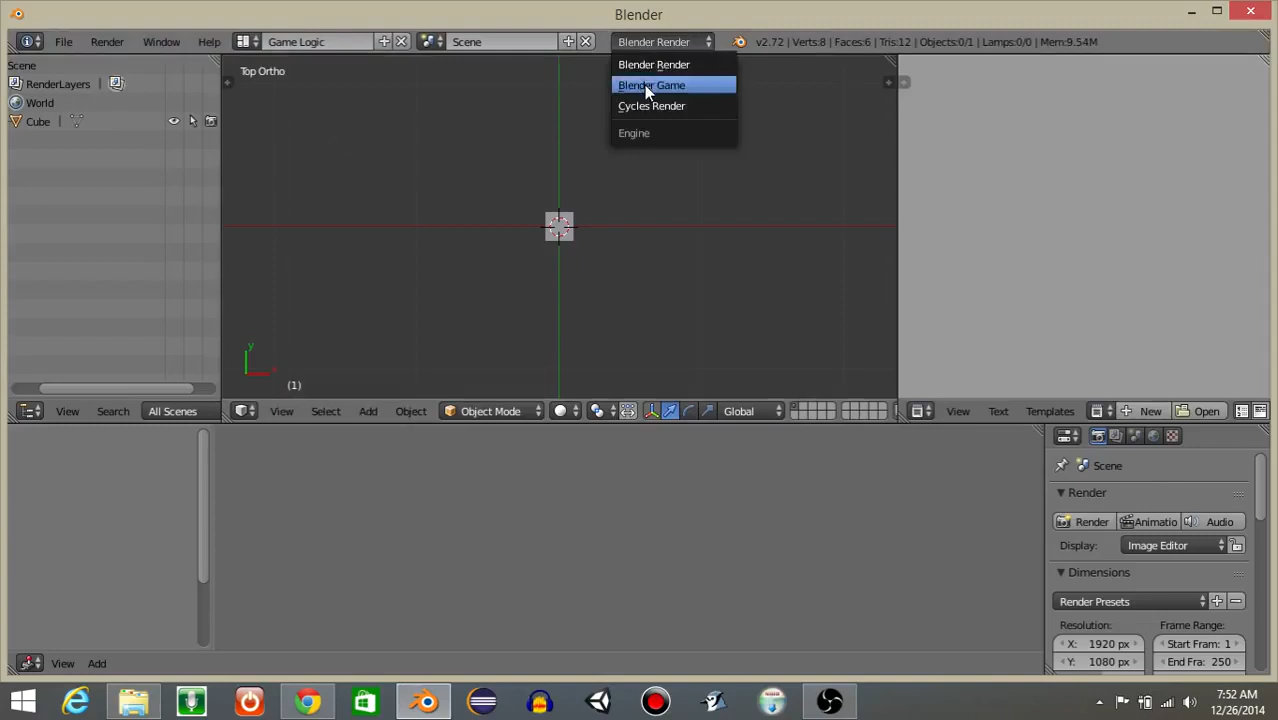 Blender
File Render Window Help Game Logic Scene Blender Render v2.72 | Verts:8 | Faces:6 | Tris:12 | Objects:0/1 | Lamps:0/0 | Mem:9.54M
Blender Render
Blender Game
Cycles Render
Engine
Scene
RenderLayers
World
Cube
Top Ortho
y
x
(1)
View Search All Scenes
View Select Add Object Object Mode Global
View Text Templates New Open
Scene
Render
Render Animatio Audio
Display: Image Editor
Dimensions
Render Presets
Resolution: Frame Range:
X: 1920 px Start Fram: 1
Y: 1080 px End Fra: 250
View Add
7:52 AM
12/26/2014